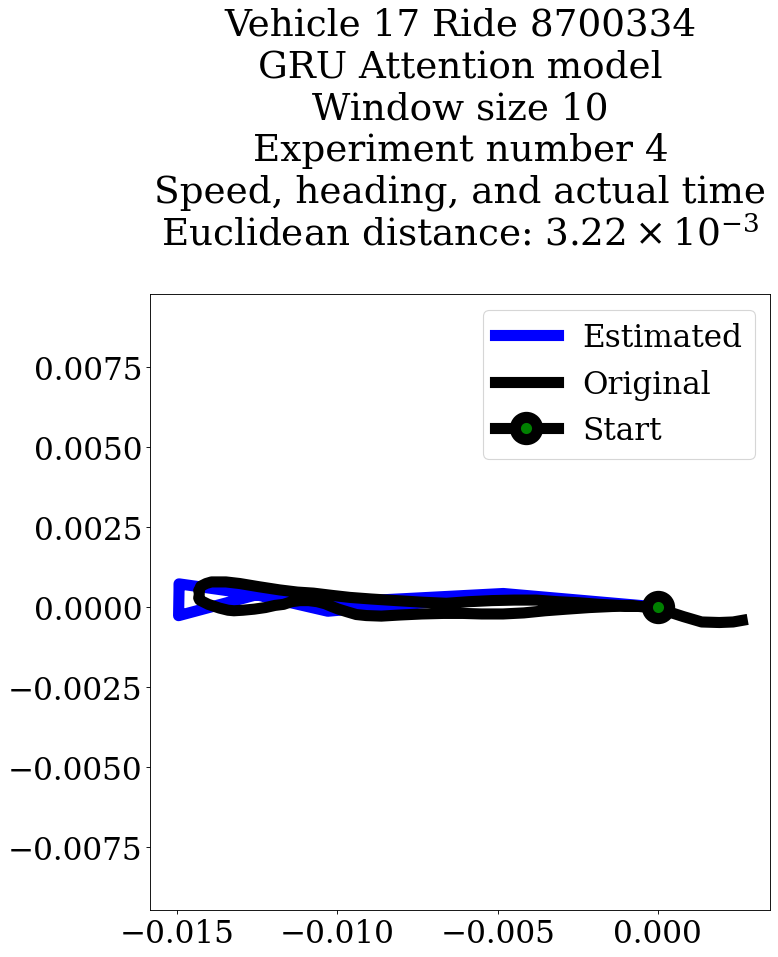 Vehicle 17 Ride 8700334
GRU Attention model
Window size 10
Experiment number 4
Speed, heading, and actual time
Euclidean distance: 3.22 × 10⁻³
Estimated
Original
Start
0.0075
0.0050
0.0025
0.0000
−0.0025
−0.0050
−0.0075
−0.015 −0.010 −0.005 0.000